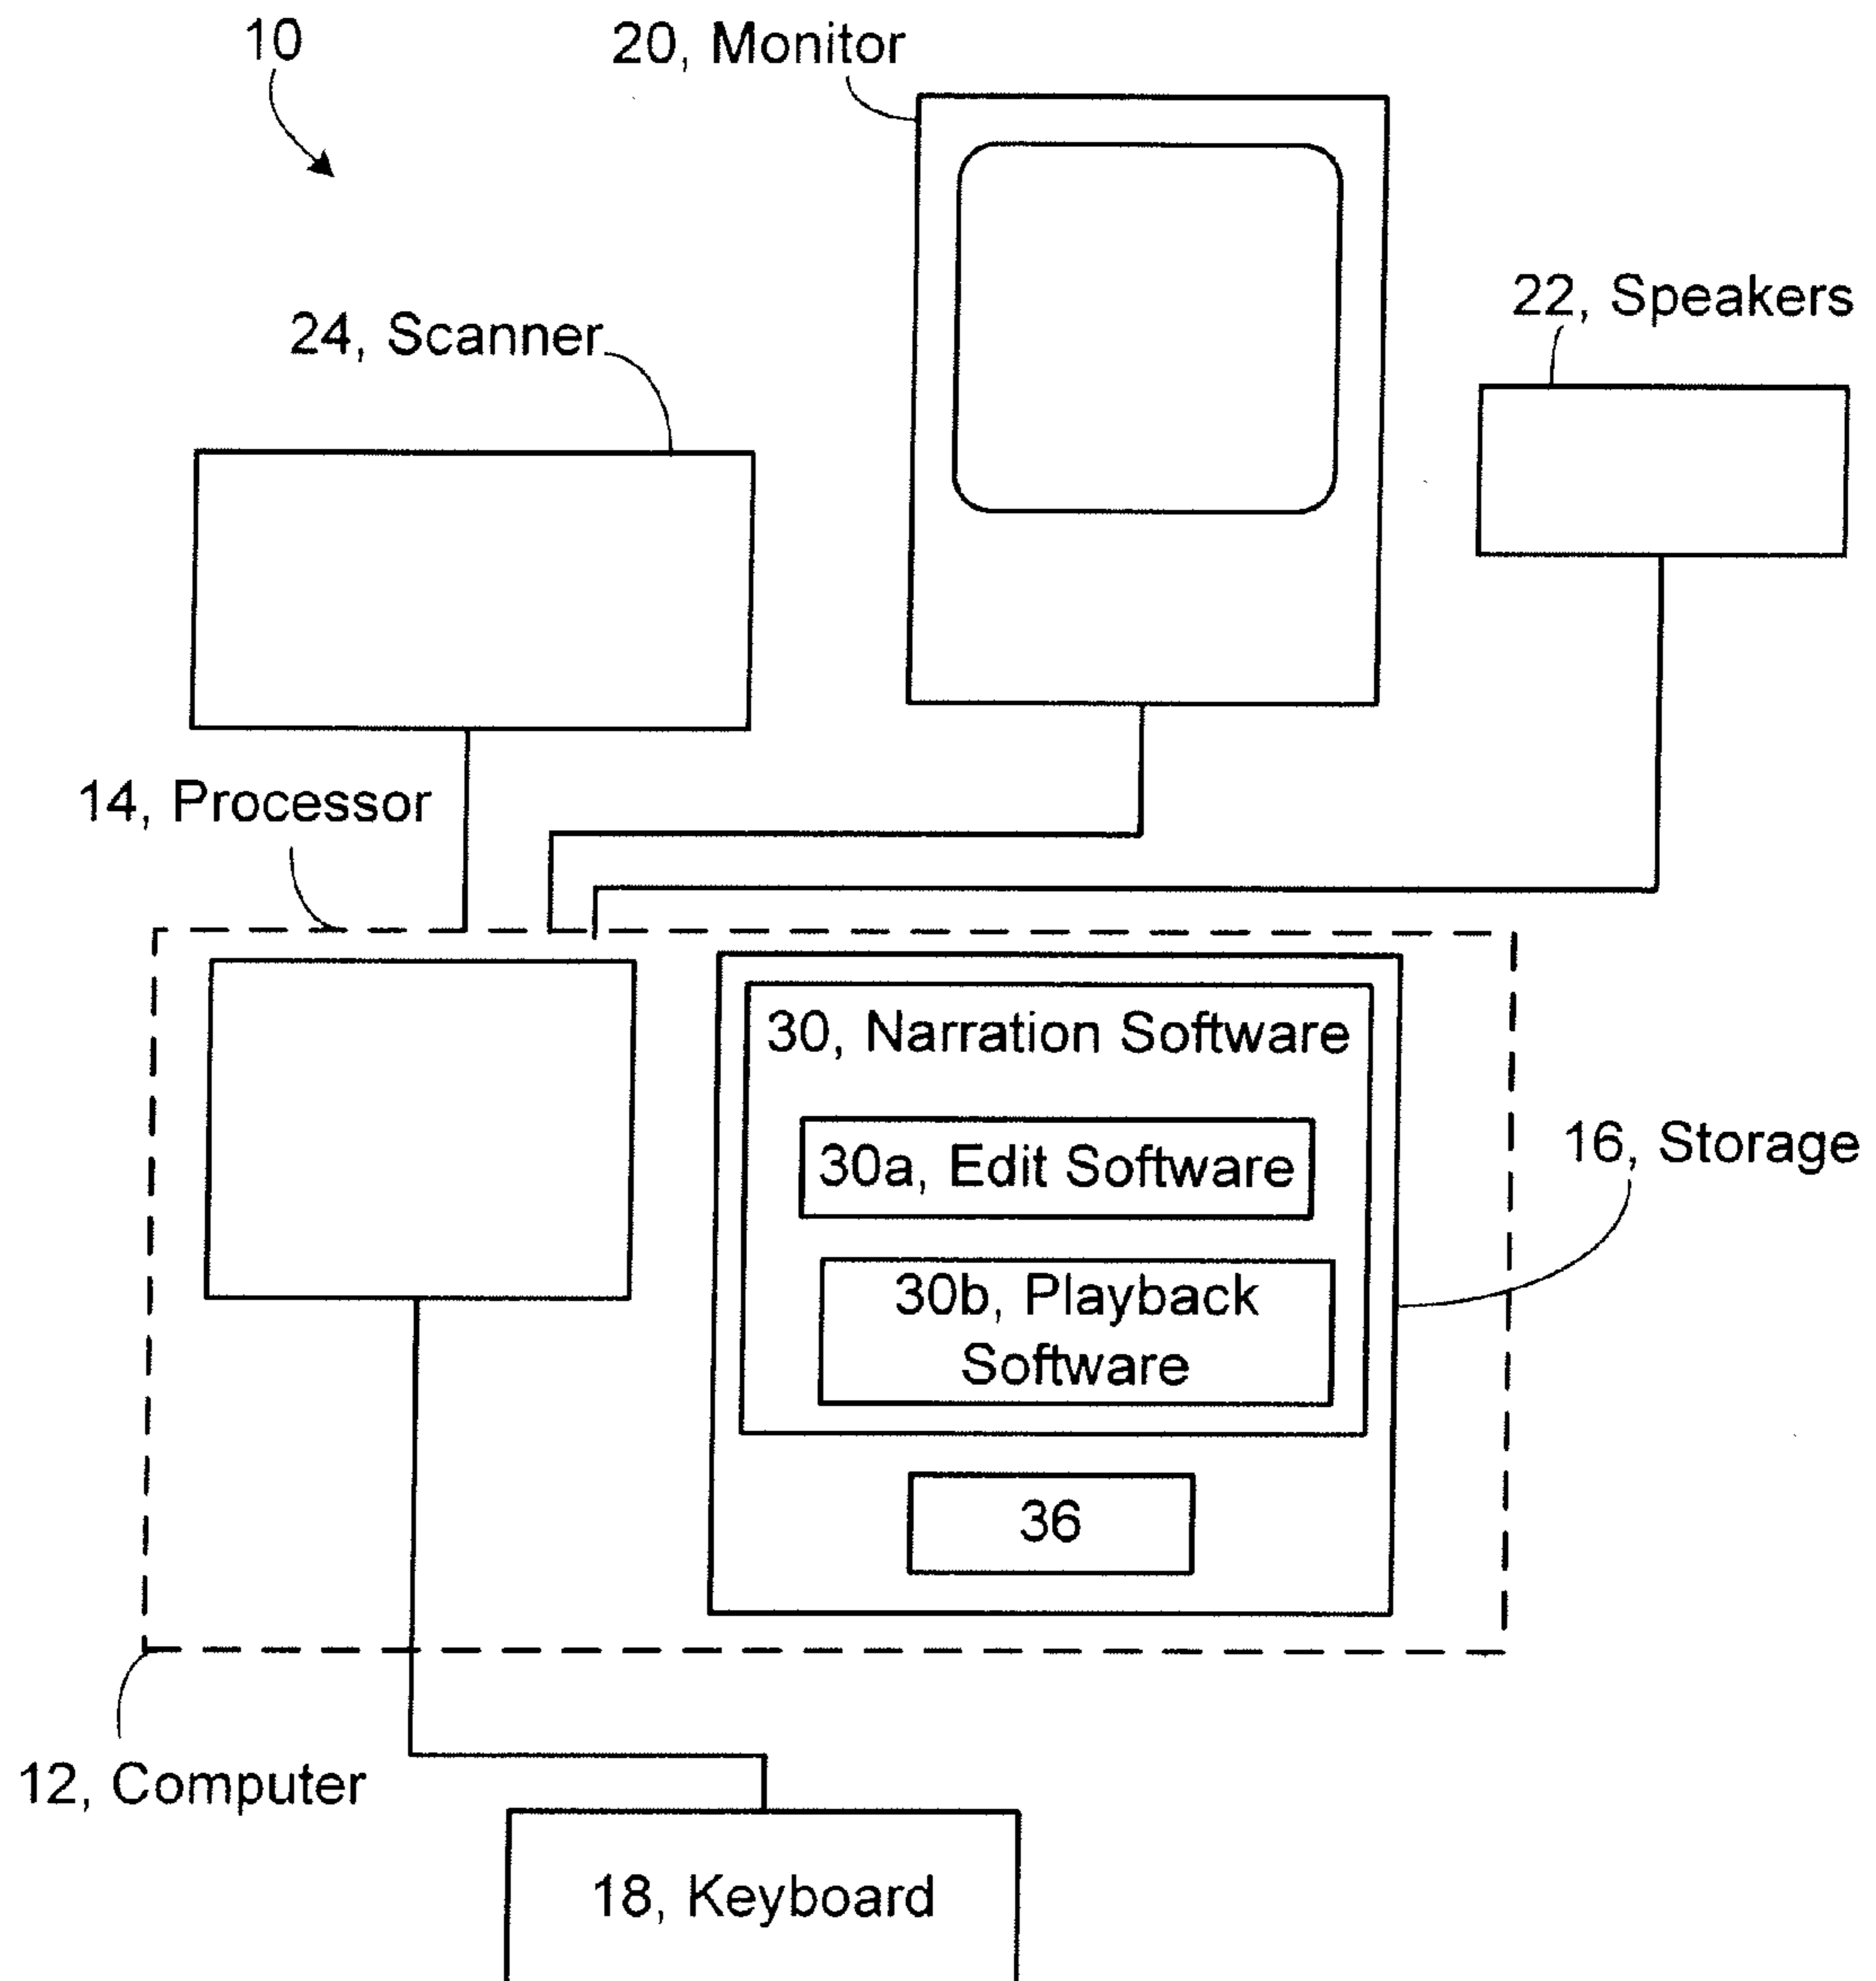 10
20, Monitor
22, Speakers
24, Scanner
14, Processor
30, Narration Software
30a, Edit Software
16, Storage
30b, Playback
Software
36
12, Computer
18, Keyboard